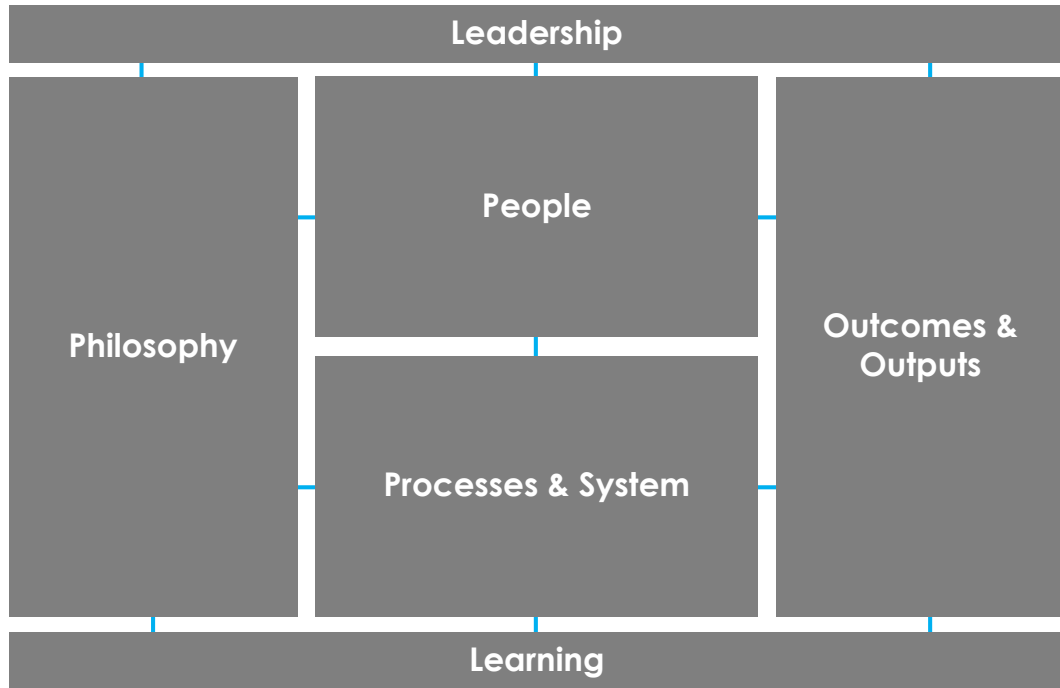 Leadership
People
Philosophy
Outcomes &
Outputs
Processes & System
Learning